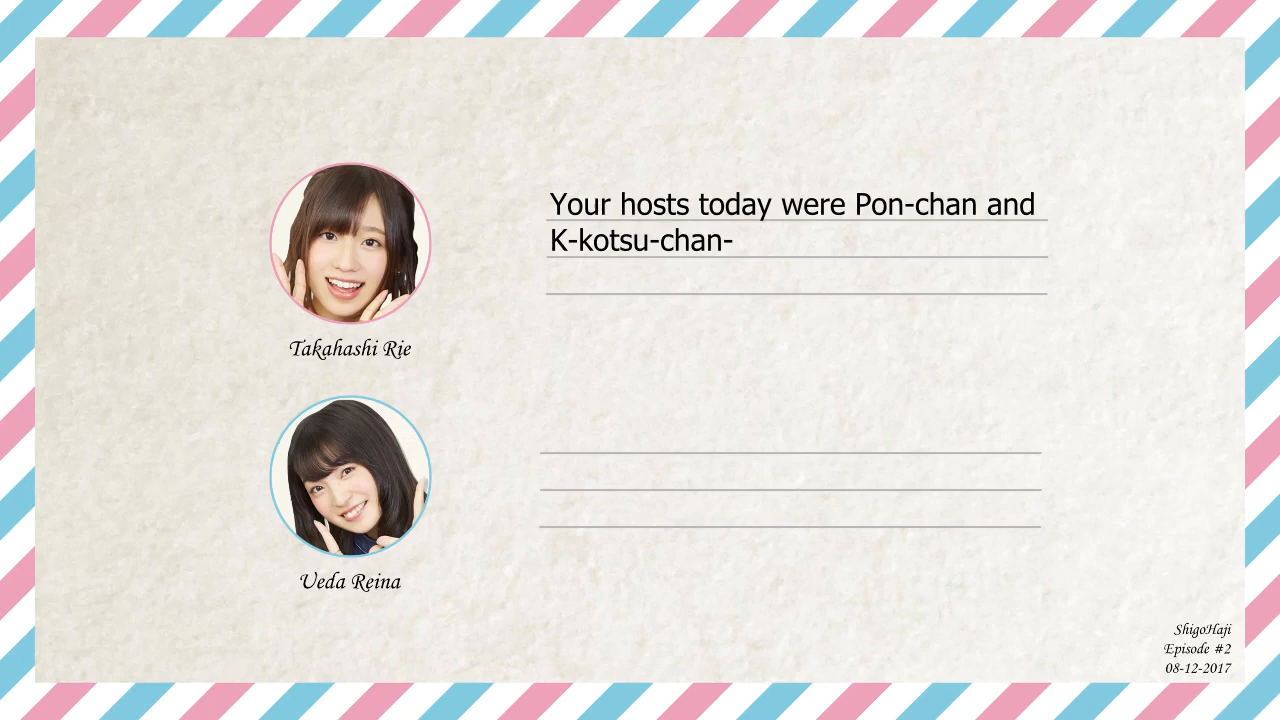 Your hosts today were Pon-chan and
K-kotsu-chan-
Takahashi Rie
Ueda Reina
ShigoHaji
Episode #2
08-12-2017